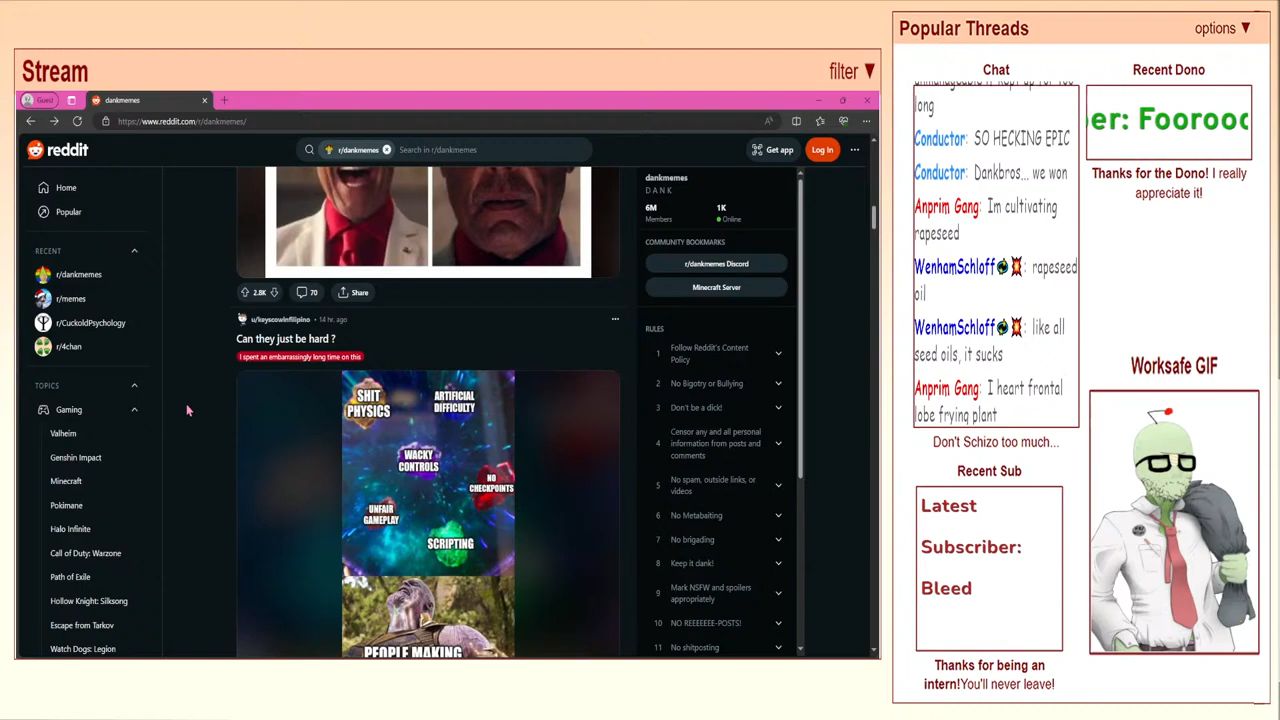 Stream
filter ▼
Guest
dankmemes
https://www.reddit.com/r/dankmemes/
reddit
r/dankmemes
Search in r/dankmemes
Get app
Log In
Home
Popular
RECENT
r/dankmemes
r/memes
r/CuckoldPsychology
r/4chan
TOPICS
Gaming
Valheim
Genshin Impact
Minecraft
Pokimane
Halo Infinite
Call of Duty: Warzone
Path of Exile
Hollow Knight: Silksong
Escape from Tarkov
Watch Dogs: Legion
2.8K
70
Share
u/keyscowinfilipino • 14 hr. ago
Can they just be hard ?
I spent an embarrassingly long time on this
SHIT
PHYSICS
ARTIFICIAL
DIFFICULTY
WACKY
CONTROLS
NO
CHECKPOINTS
UNFAIR
GAMEPLAY
SCRIPTING
PEOPLE MAKING
dankmemes
D A N K
6M
Members
1K
Online
COMMUNITY BOOKMARKS
r/dankmemes Discord
Minecraft Server
RULES
1 Follow Reddit's Content
Policy
2 No Bigotry or Bullying
3 Don't be a dick!
4 Censor any and all personal
information from posts and
comments
5 No spam, outside links, or
videos
6 No Metabaiting
7 No brigading
8 Keep it dank!
9 Mark NSFW and spoilers
appropriately
10 NO REEEEEE-POSTS!
11 No shitposting
Popular Threads
options ▼
Chat
long
Conductor: SO HECKING EPIC
Conductor: Dankbros... we won
Anprim Gang: Im cultivating
rapeseed
WenhamSchloff: rapeseed
oil
WenhamSchloff: like all
seed oils, it sucks
Anprim Gang: I heart frontal
lobe frying plant
Don't Schizo too much...
Recent Sub
Latest
Subscriber:
Bleed
Thanks for being an
intern!You'll never leave!
Recent Dono
er: Fooroo
Thanks for the Dono! I really
appreciate it!
Worksafe GIF